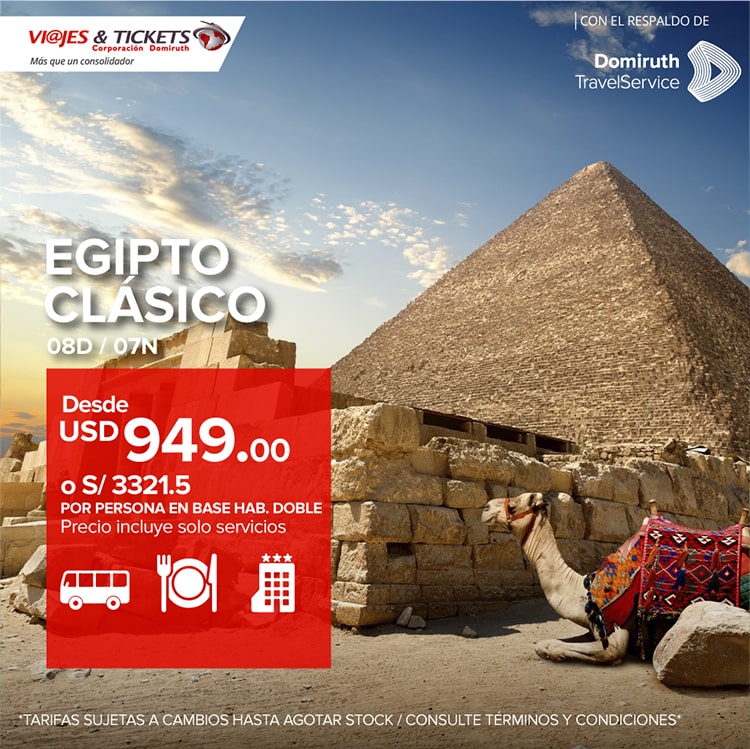 VI@JES & TICKETS
Corporación Domiruth
Más que un consolidador
CON EL RESPALDO DE
Domiruth
TravelService
EGIPTO
CLÁSICO
08D / 07N
Desde
USD 949.00
o S/ 3321.5
POR PERSONA EN BASE HAB. DOBLE
Precio incluye solo servicios
*TARIFAS SUJETAS A CAMBIOS HASTA AGOTAR STOCK / CONSULTE TÉRMINOS Y CONDICIONES*